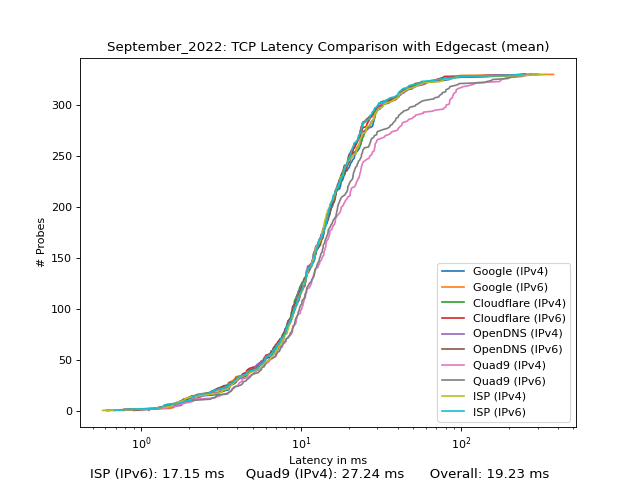 September_2022: TCP Latency Comparison with Edgecast (mean)
# Probes
300
250
200
150
100
50
0
Google (IPv4)
Google (IPv6)
Cloudflare (IPv4)
Cloudflare (IPv6)
OpenDNS (IPv4)
OpenDNS (IPv6)
Quad9 (IPv4)
Quad9 (IPv6)
ISP (IPv4)
ISP (IPv6)
10⁰ 10¹ 10²
Latency in ms
ISP (IPv6): 17.15 ms Quad9 (IPv4): 27.24 ms Overall: 19.23 ms